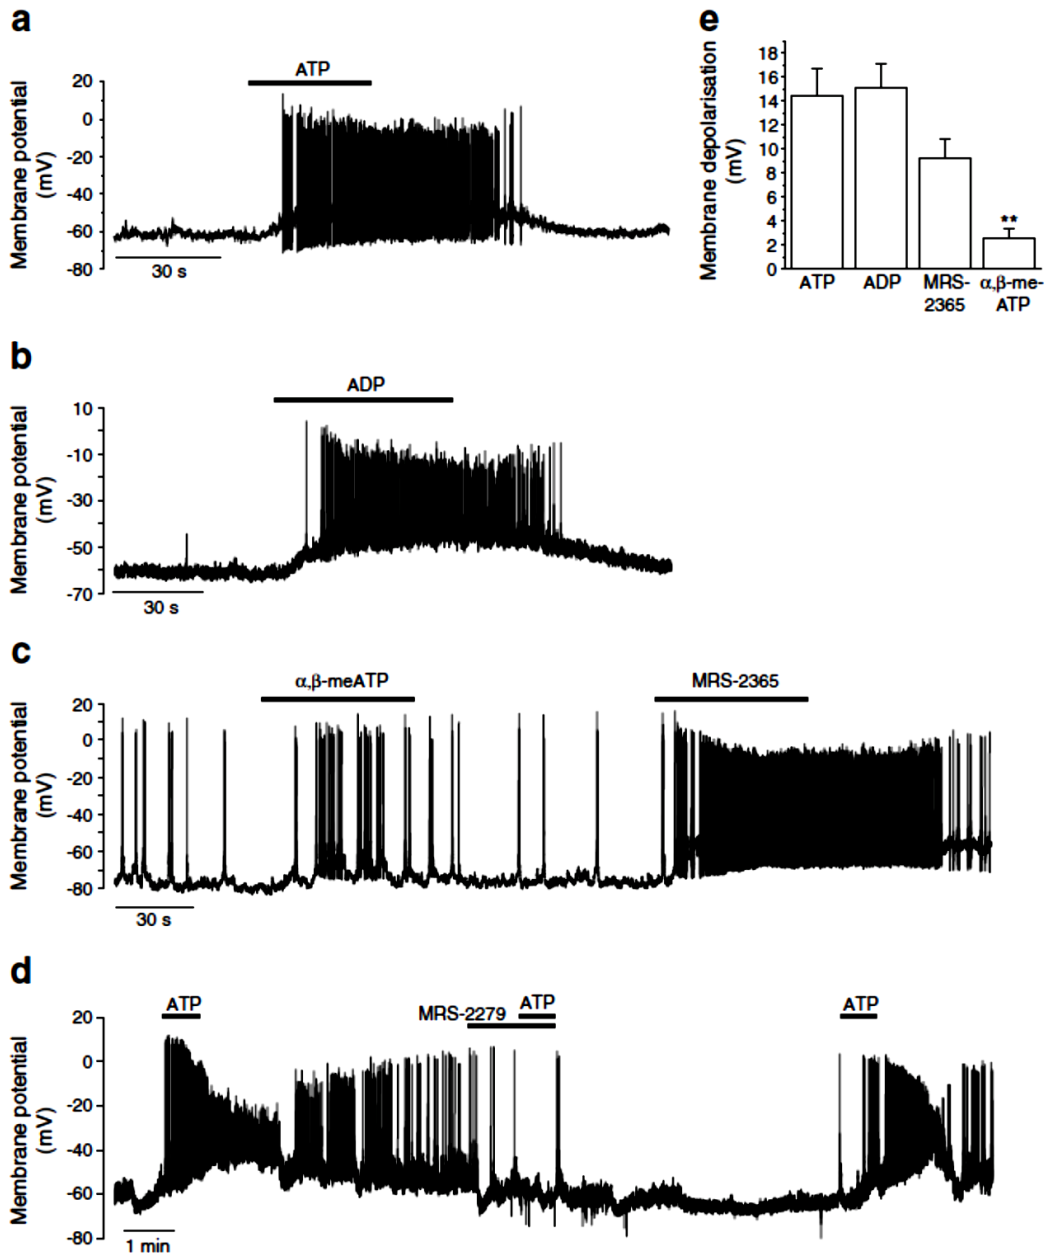 a
ATP
Membrane potential
(mV)
20
0
-20
-40
-60
-80
30 s
e
Membrane depolarisation
(mV)
18
16
14
12
10
8
6
4
2
0
**
ATP
ADP
MRS-
2365
α,β-me-
ATP
b
ADP
Membrane potential
(mV)
10
-10
-30
-50
-70
30 s
c
α,β-meATP
MRS-2365
Membrane potential
(mV)
20
0
-20
-40
-60
-80
30 s
d
ATP
MRS-2279
ATP
ATP
Membrane potential
(mV)
20
0
-20
-40
-60
-80
1 min